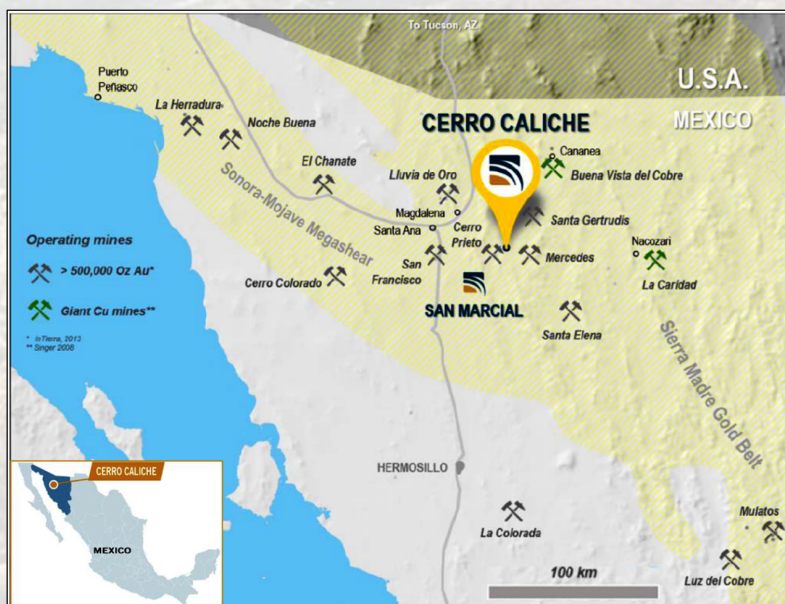 To Tucson, AZ
U.S.A.
MEXICO
Puerto
Peñasco
La Herradura
Noche Buena
CERRO CALICHE
Cananea
Buena Vista del Cobre
El Chanate
Lluvia de Oro
Sonora-Mojave Megashear
Magdalena
Santa Ana
Cerro
Prieto
Santa Gertrudis
Mercedes
Nacozari
La Caridad
San
Francisco
Cerro Colorado
SAN MARCIAL
Santa Elena
Operating mines
> 500,000 Oz Au*
Giant Cu mines**
* InTierra, 2013
** Singer 2008
Sierra Madre Gold Belt
HERMOSILLO
La Colorada
Mulatos
Luz del Cobre
100 km
CERRO CALICHE
MEXICO